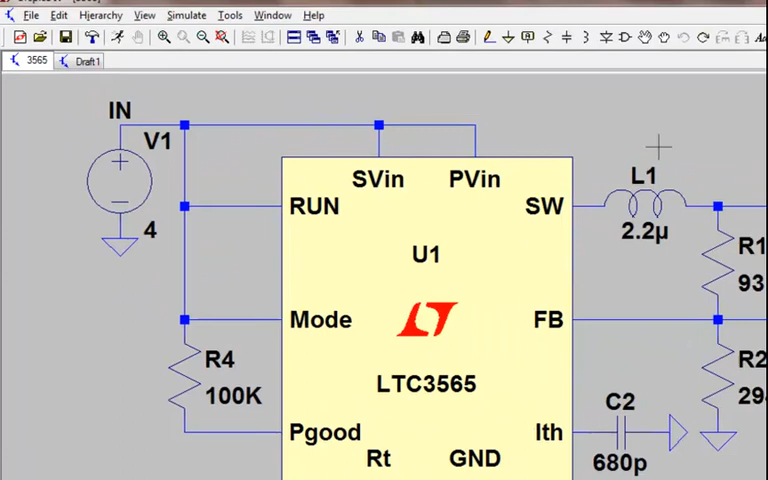 File Edit Hierarchy View Simulate Tools Window Help
3565 Draft1
IN
V1
4
SVin PVin
RUN SW
L1
2.2µ
U1
R1
93
Mode FB
R4
100K
LTC3565
R2
C2
680p
Pgood Ith
Rt GND